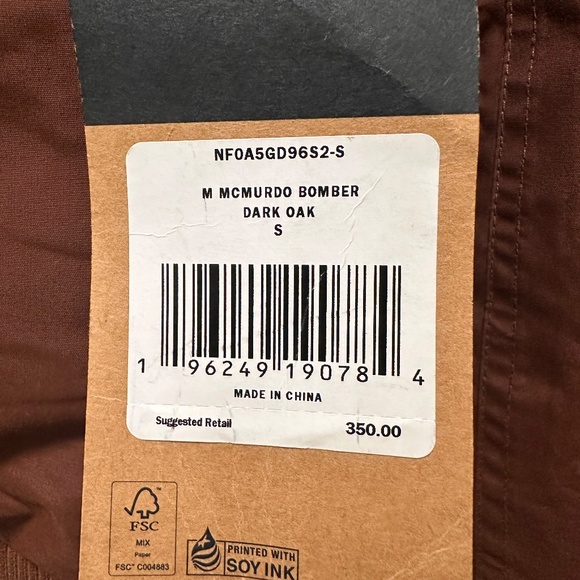 NF0A5GD96S2-S
M MCMURDO BOMBER
DARK OAK
S
1 96249 19078 4
MADE IN CHINA
Suggested Retail 350.00
FSC
MIX
Paper
FSC® C004883
PRINTED WITH
SOY INK